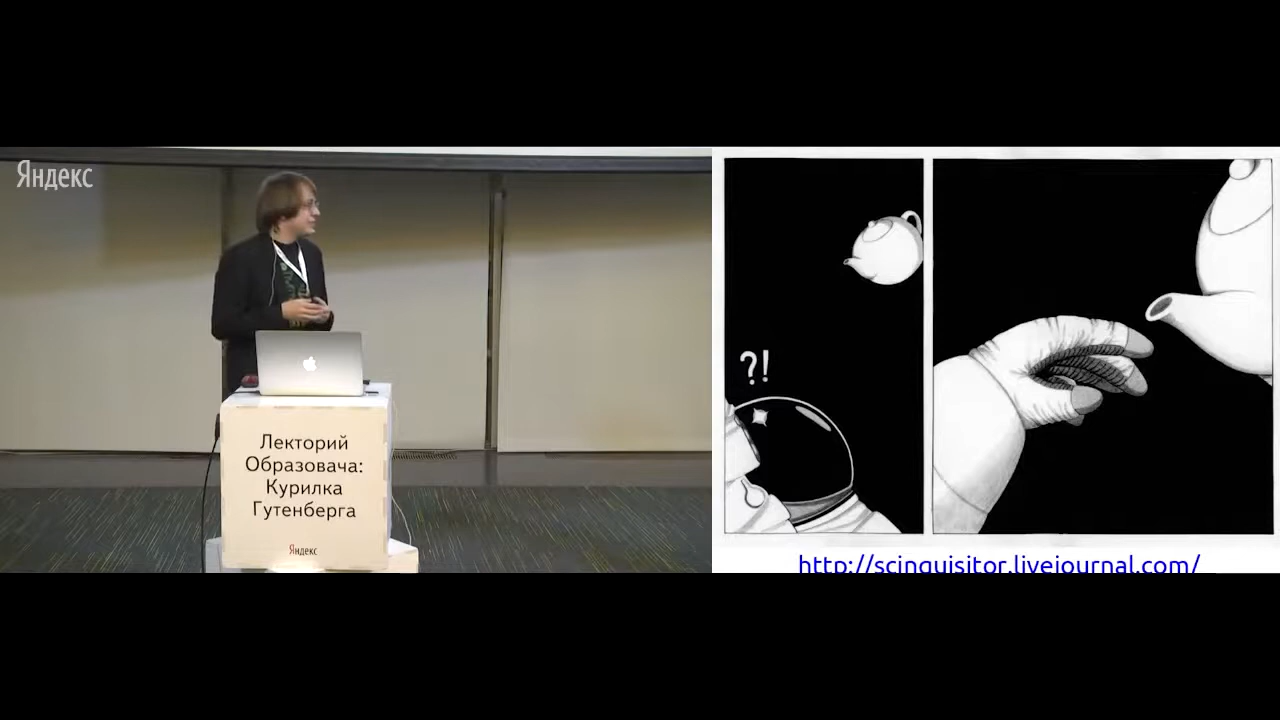 Яндекс
Лекторий
Образовача:
Курилка
Гутенберга
Яндекс
?!
http://scinquisitor.livejournal.com/